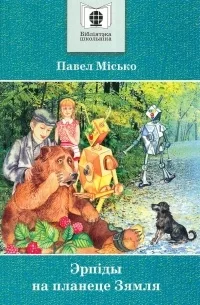 Бібліятэка
школьніка
Павел Місько
Эрпіды
на планеце Зямля